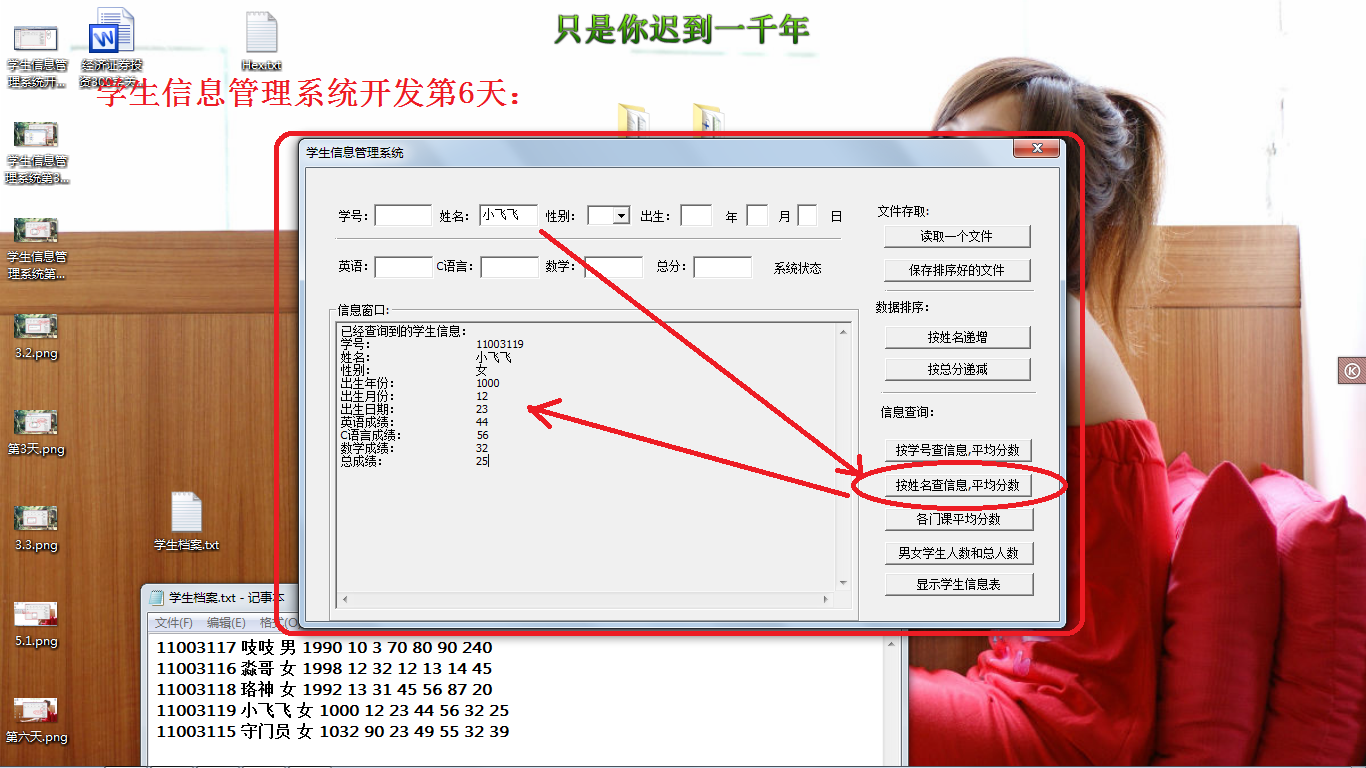 只是你迟到一千年
学生信息管
理系统开...
经济证券投
Hex.txt
学生信息管理系统开发第6天：
学生信息管
理系统第3...
学生信息管
理系统第...
3.2.png
第3天.png
3.3.png
5.1.png
第六天.png
学生档案.txt
学生信息管理系统
学号： 姓名： 小飞飞 性别： 出生： 年 月 日
英语： C语言： 数学： 总分： 系统状态
信息窗口：
已经查询到的学生信息：
学号： 11003119
姓名： 小飞飞
性别： 女
出生年份： 1000
出生月份： 12
出生日期： 23
英语成绩： 44
C语言成绩： 56
数学成绩： 32
总成绩： 25
文件存取：
读取一个文件
保存排序好的文件
数据排序：
按姓名递增
按总分递减
信息查询：
按学号查信息,平均分数
按姓名查信息,平均分数
各门课平均分数
男女学生人数和总人数
显示学生信息表
学生档案.txt - 记事本
文件(F) 编辑(E) 格式(O
11003117 吱吱 男 1990 10 3 70 80 90 240
11003116 淼哥 女 1998 12 32 12 13 14 45
11003118 珞神 女 1992 13 31 45 56 87 20
11003119 小飞飞 女 1000 12 23 44 56 32 25
11003115 守门员 女 1032 90 23 49 55 32 39